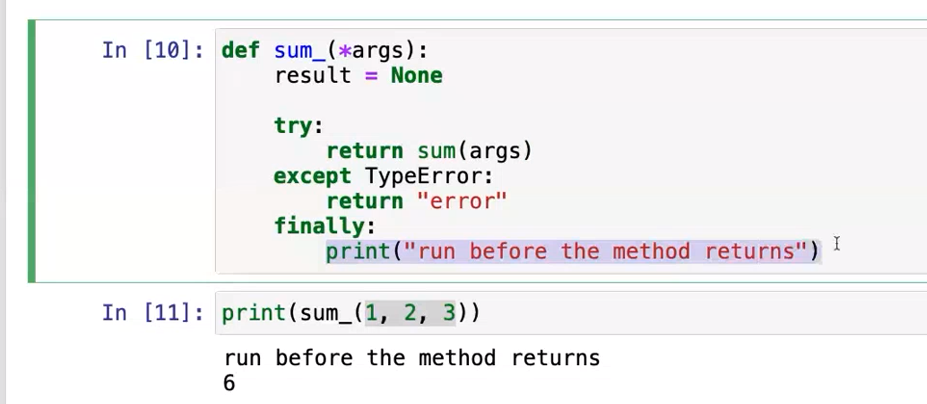 In [10]: def sum_(*args):
    result = None

    try:
        return sum(args)
    except TypeError:
        return "error"
    finally:
        print("run before the method returns")
In [11]: print(sum_(1, 2, 3))
run before the method returns
6